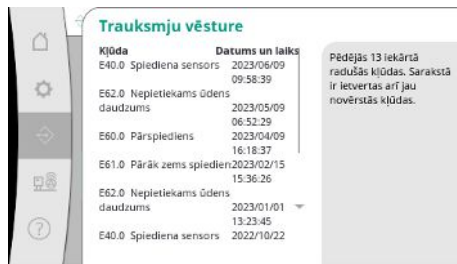 Trauksmju vēsture
Kļūda Datums un laiks
E40.0 Spiediena sensors 2023/06/09
09:58:39
E62.0 Nepietiekams ūdens
daudzums 2023/05/09
06:52:29
E60.0 Pārspiediens 2023/04/09
16:18:37
E61.0 Pārāk zems spiedien2023/02/15
15:36:26
E62.0 Nepietiekams ūdens
daudzums 2023/01/01
13:23:45
E40.0 Spiediena sensors 2022/10/22
Pēdējās 13 iekārtā
radušās kļūdas. Sarakstā
ir ietvertas arī jau
novērstās kļūdas.